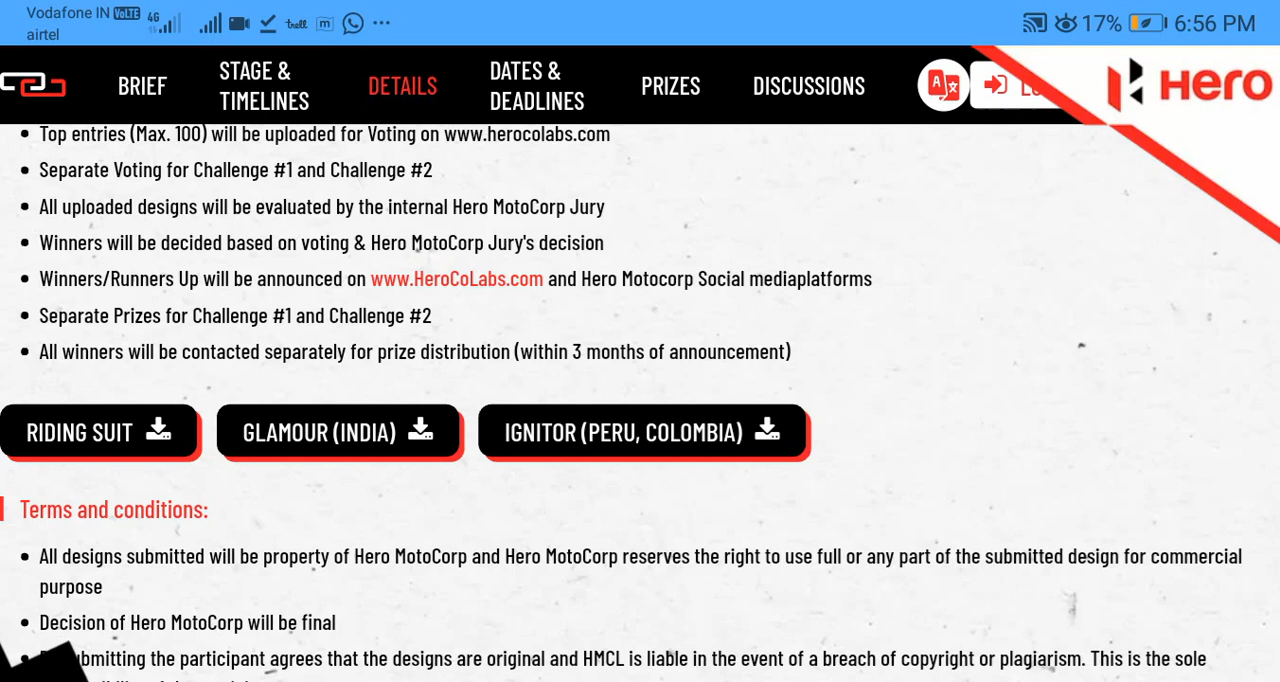 Vodafone IN VoLTE
airtel
4G
trell
m
17%
6:56 PM
BRIEF
STAGE &
TIMELINES
DETAILS
DATES &
DEADLINES
PRIZES
DISCUSSIONS
A
Hero
• Top entries (Max. 100) will be uploaded for Voting on www.herocolabs.com
• Separate Voting for Challenge #1 and Challenge #2
• All uploaded designs will be evaluated by the internal Hero MotoCorp Jury
• Winners will be decided based on voting & Hero MotoCorp Jury's decision
• Winners/Runners Up will be announced on www.HeroCoLabs.com and Hero Motocorp Social mediaplatforms
• Separate Prizes for Challenge #1 and Challenge #2
• All winners will be contacted separately for prize distribution (within 3 months of announcement)
RIDING SUIT
GLAMOUR (INDIA)
IGNITOR (PERU, COLOMBIA)
Terms and conditions:
• All designs submitted will be property of Hero MotoCorp and Hero MotoCorp reserves the right to use full or any part of the submitted design for commercial
purpose
• Decision of Hero MotoCorp will be final
the participant agrees that the designs are original and HMCL is liable in the event of a breach of copyright or plagiarism. This is the sole